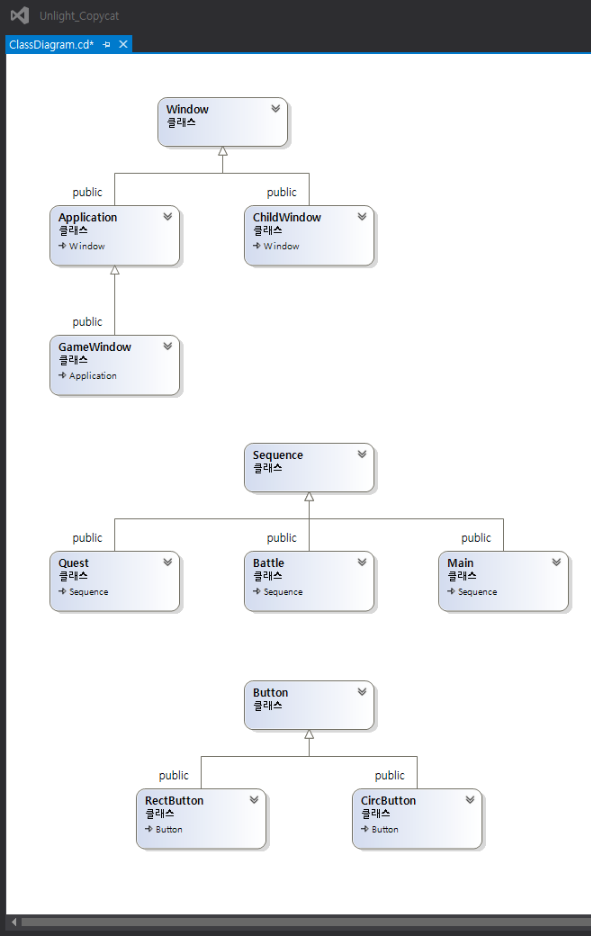 Unlight_Copycat
ClassDiagram.cd*
Window
클래스
public
public
Application
클래스
Window
ChildWindow
클래스
Window
public
GameWindow
클래스
Application
Sequence
클래스
public
public
public
Quest
클래스
Sequence
Battle
클래스
Sequence
Main
클래스
Sequence
Button
클래스
public
public
RectButton
클래스
Button
CircButton
클래스
Button